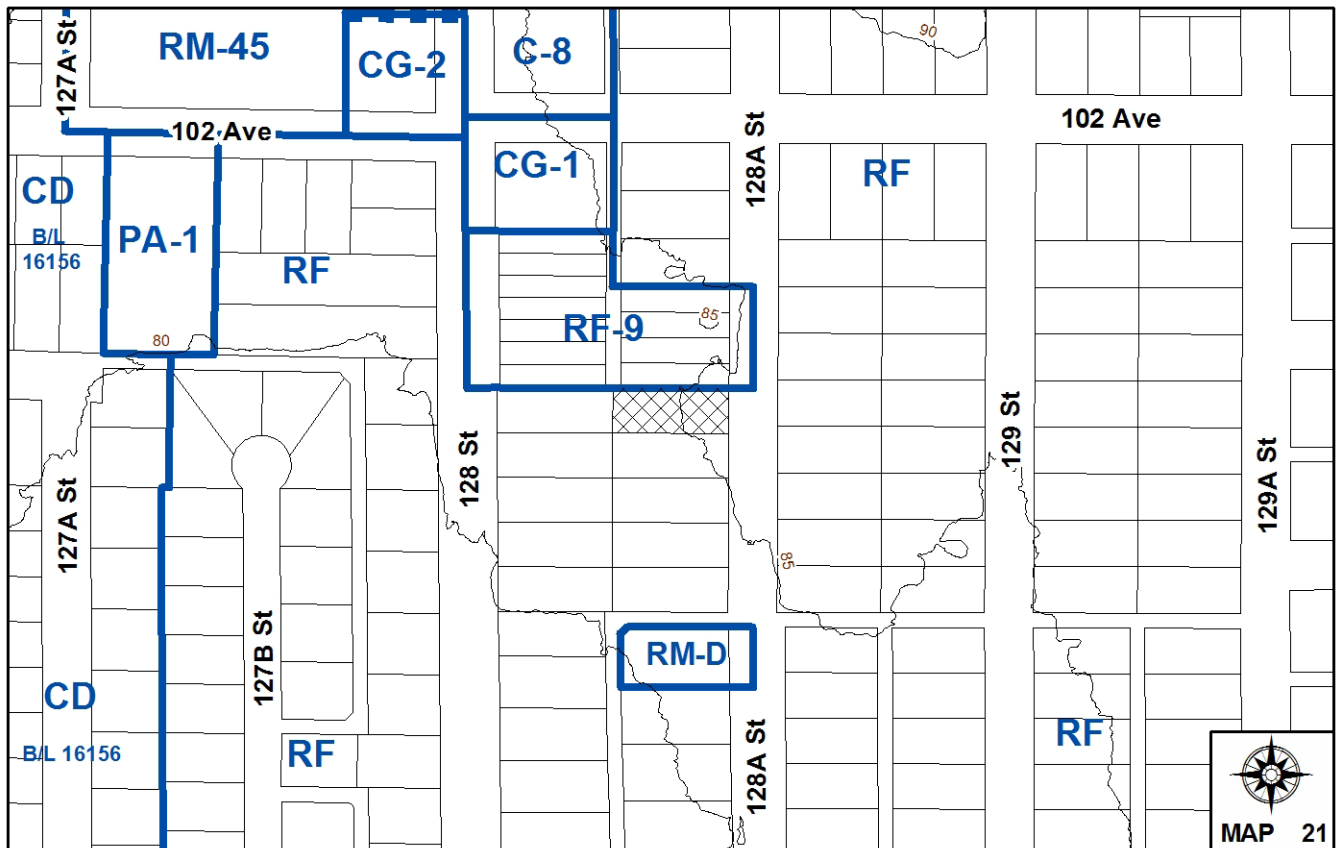 90
127A St
RM-45
CG-2
C-8
102 Ave
102 Ave
128A St
CD
B/L
16156
PA-1
CG-1
RF
RF
RF-9
85
80
128 St
129 St
129A St
127A St
85
127B St
RM-D
CD
B/L 16156
RF
128A St
RF
MAP 21